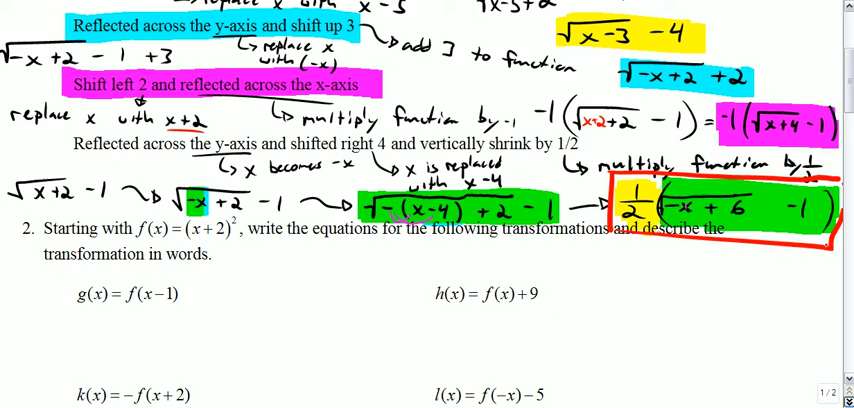 replace x with x-5
Reflected across the y-axis and shift up 3
√-x+2 - 1 + 3
replace x with (-x)
add 3 to function
√x-3 - 4
√-x+2 + 2
Shift left 2 and reflected across the x-axis
replace x with x+2
multiply function by -1
-1(√x+2+2 - 1) = -1(√x+4 - 1)
Reflected across the y-axis and shifted right 4 and vertically shrink by 1/2
x becomes -x
x is replaced with x-4
multiply function by 1/2
√x+2 - 1
√-x+2 - 1
√-(x-4)+2 - 1
1/2(√-x+6 - 1)
2. Starting with f(x) = (x+2)², write the equations for the following transformations and describe the
transformation in words.
g(x) = f(x-1)
h(x) = f(x)+9
k(x) = -f(x+2)
l(x) = f(-x)-5
1/2